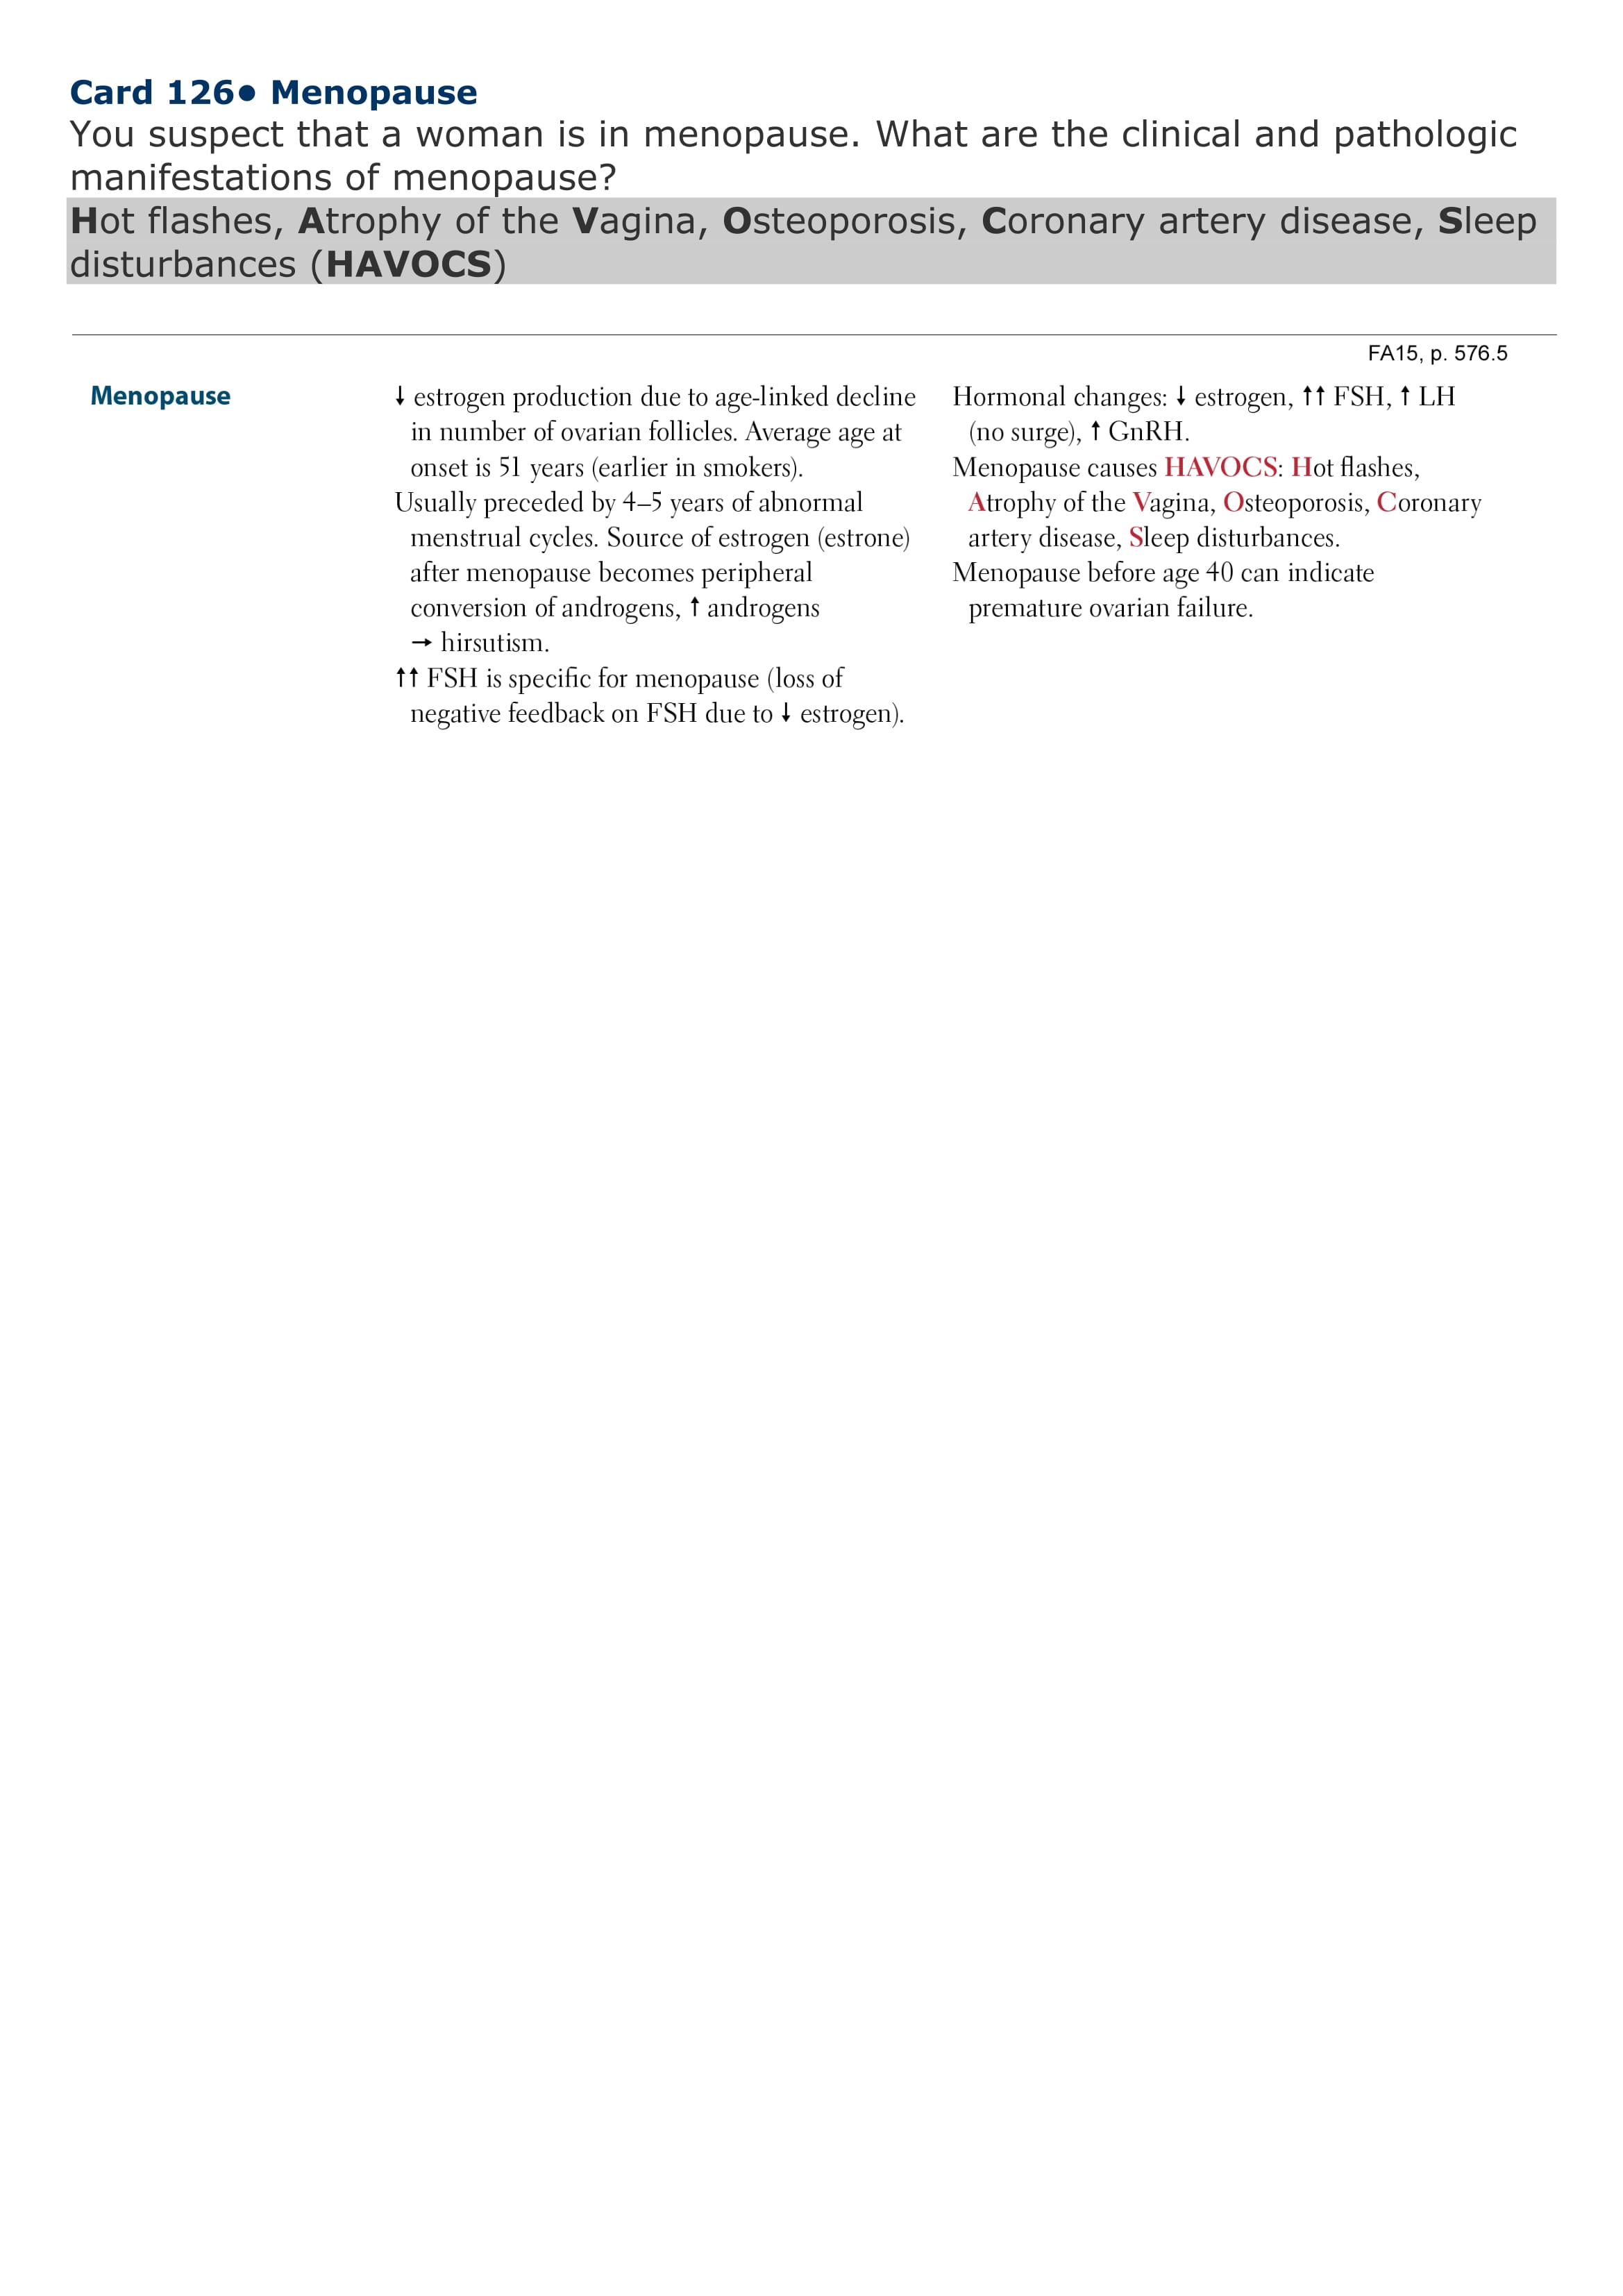 Card 126• Menopause
You suspect that a woman is in menopause. What are the clinical and pathologic
manifestations of menopause?
Hot flashes, Atrophy of the Vagina, Osteoporosis, Coronary artery disease, Sleep
disturbances (HAVOCS)
FA15, p. 576.5
Menopause
↓ estrogen production due to age-linked decline
in number of ovarian follicles. Average age at
onset is 51 years (earlier in smokers).
Usually preceded by 4–5 years of abnormal
menstrual cycles. Source of estrogen (estrone)
after menopause becomes peripheral
conversion of androgens, ↑ androgens
→ hirsutism.
↑↑ FSH is specific for menopause (loss of
negative feedback on FSH due to ↓ estrogen).
Hormonal changes: ↓ estrogen, ↑↑ FSH, ↑ LH
(no surge), ↑ GnRH.
Menopause causes HAVOCS: Hot flashes,
Atrophy of the Vagina, Osteoporosis, Coronary
artery disease, Sleep disturbances.
Menopause before age 40 can indicate
premature ovarian failure.